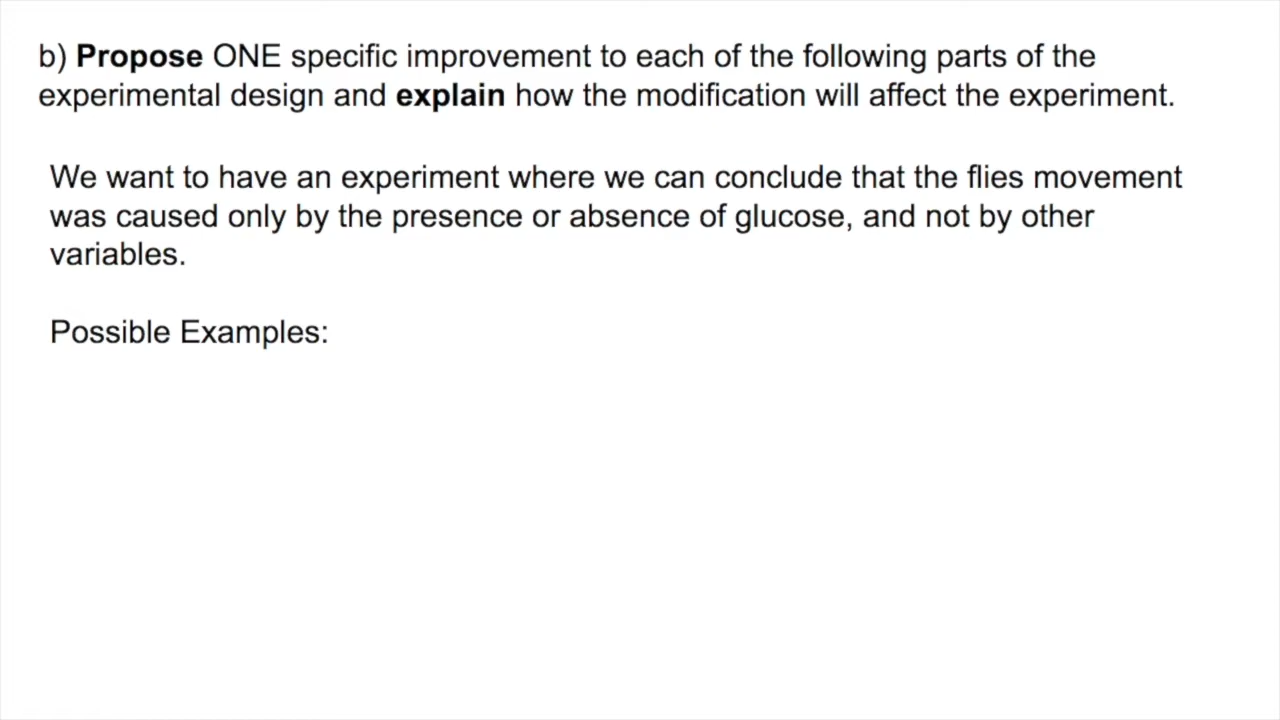 b) Propose ONE specific improvement to each of the following parts of the
experimental design and explain how the modification will affect the experiment.
We want to have an experiment where we can conclude that the flies movement
was caused only by the presence or absence of glucose, and not by other
variables.
Possible Examples: